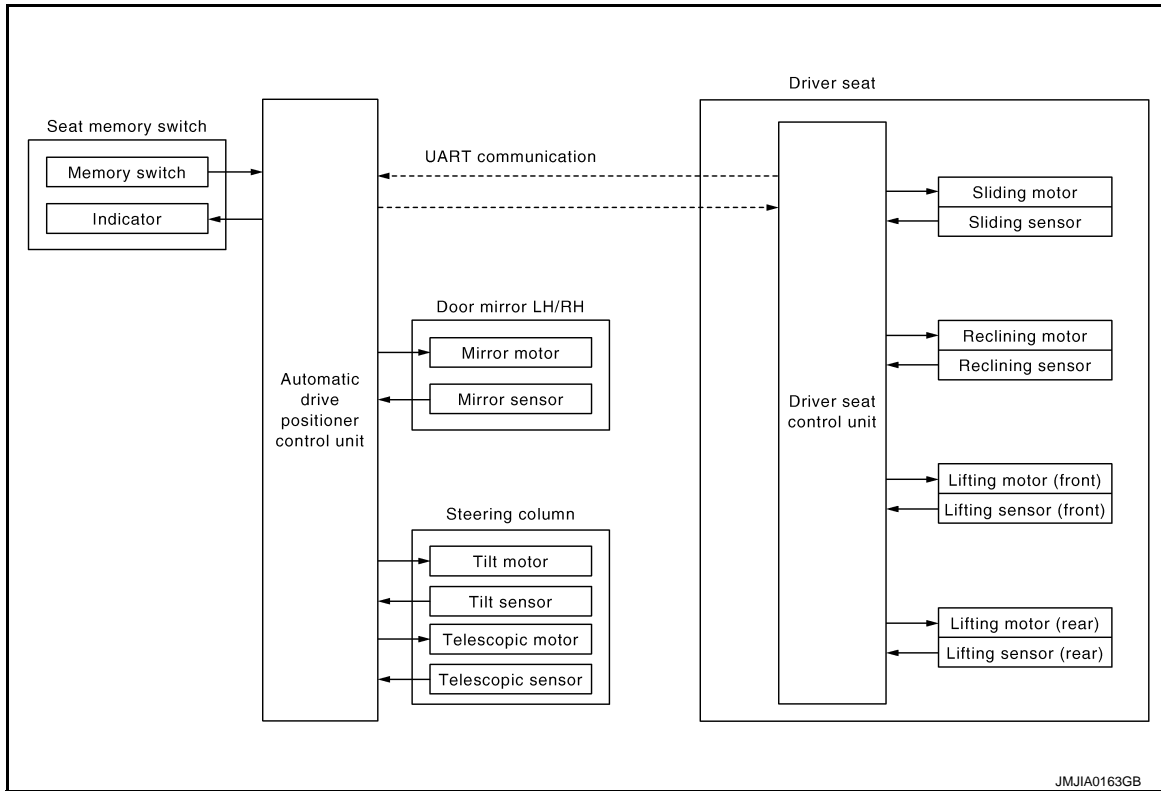 Driver seat
Seat memory switch
Memory switch
Indicator
UART communication
Sliding motor
Sliding sensor
Door mirror LH/RH
Mirror motor
Mirror sensor
Reclining motor
Reclining sensor
Automatic
drive
positioner
control unit
Driver seat
control unit
Lifting motor (front)
Lifting sensor (front)
Steering column
Tilt motor
Tilt sensor
Telescopic motor
Telescopic sensor
Lifting motor (rear)
Lifting sensor (rear)
JMJIA0163GB